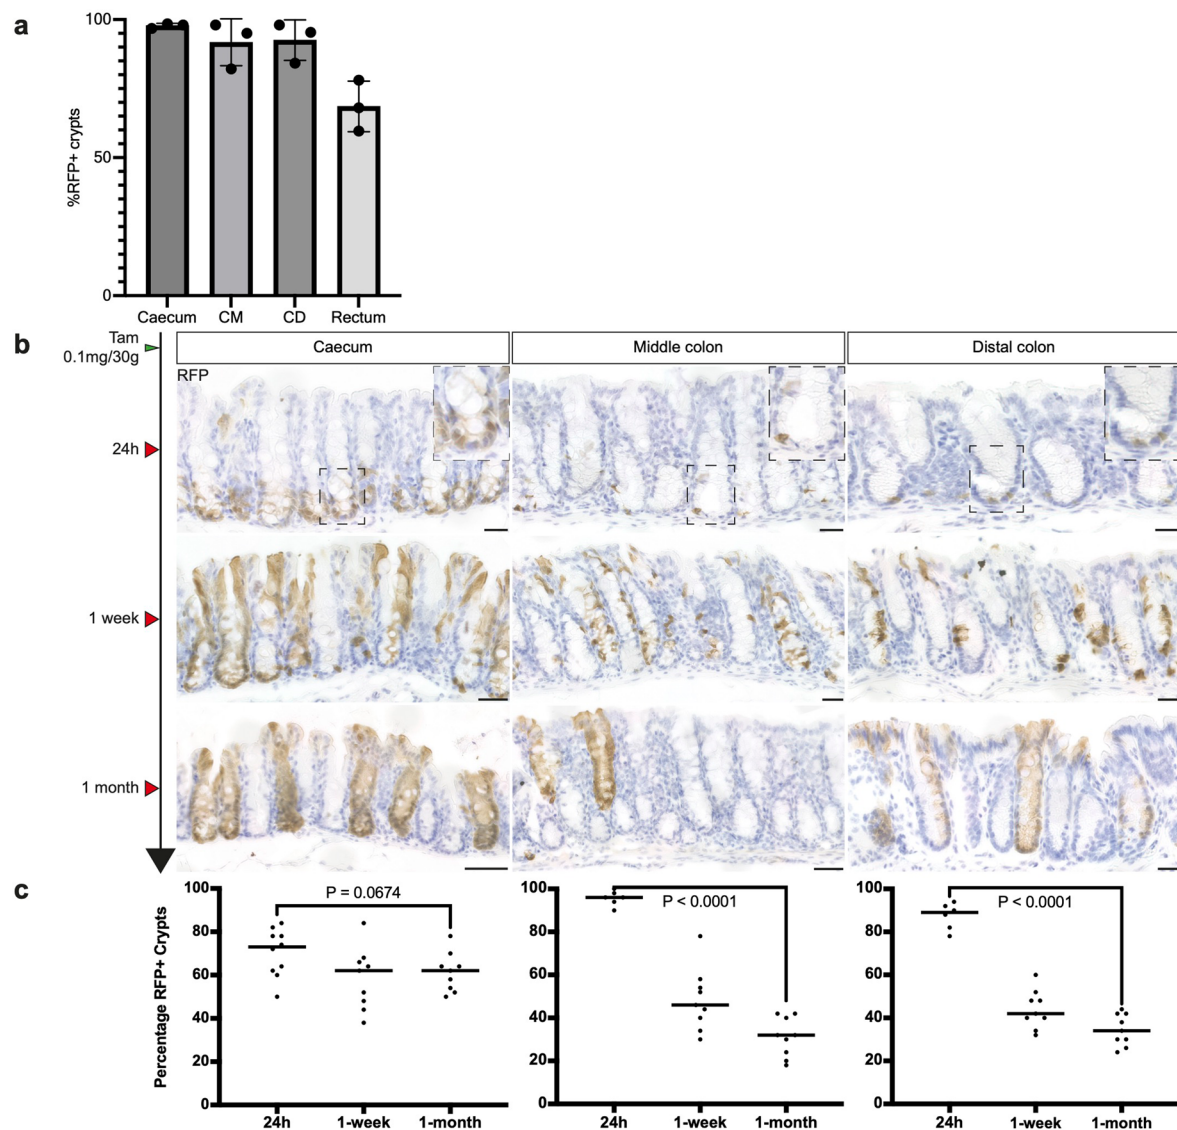 a
100
50
0
%RFP+ crypts
Caecum CM CD Rectum
b
Tam
0.1mg/30g
Caecum Middle colon Distal colon
RFP
24h
1 week
1 month
c
Percentage RFP+ Crypts
100
80
60
40
20
0
P = 0.0674
24h 1-week 1-month
100
80
60
40
20
0
P < 0.0001
24h 1-week 1-month
100
80
60
40
20
0
P < 0.0001
24h 1-week 1-month